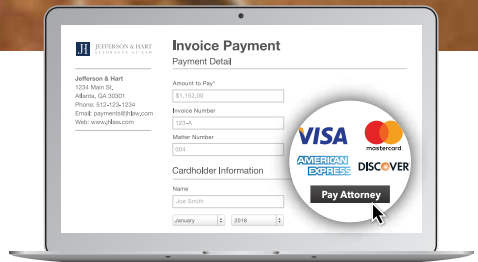 JH JEFFERSON & HART
ATTORNEYS AT LAW
Jefferson & Hart
1234 Main St,
Atlanta, GA 30301
Phone: 512-123-1234
Email: payments@jhlaw.com
Web: www.jhlaw.com
Invoice Payment
Payment Detail
Amount to Pay*
$1,152.00
Invoice Number
123-A
Matter Number
504
Cardholder Information
Name
Joe Smith
January 2018
VISA
mastercard
AMERICAN
EXPRESS
DISCOVER
Pay Attorney